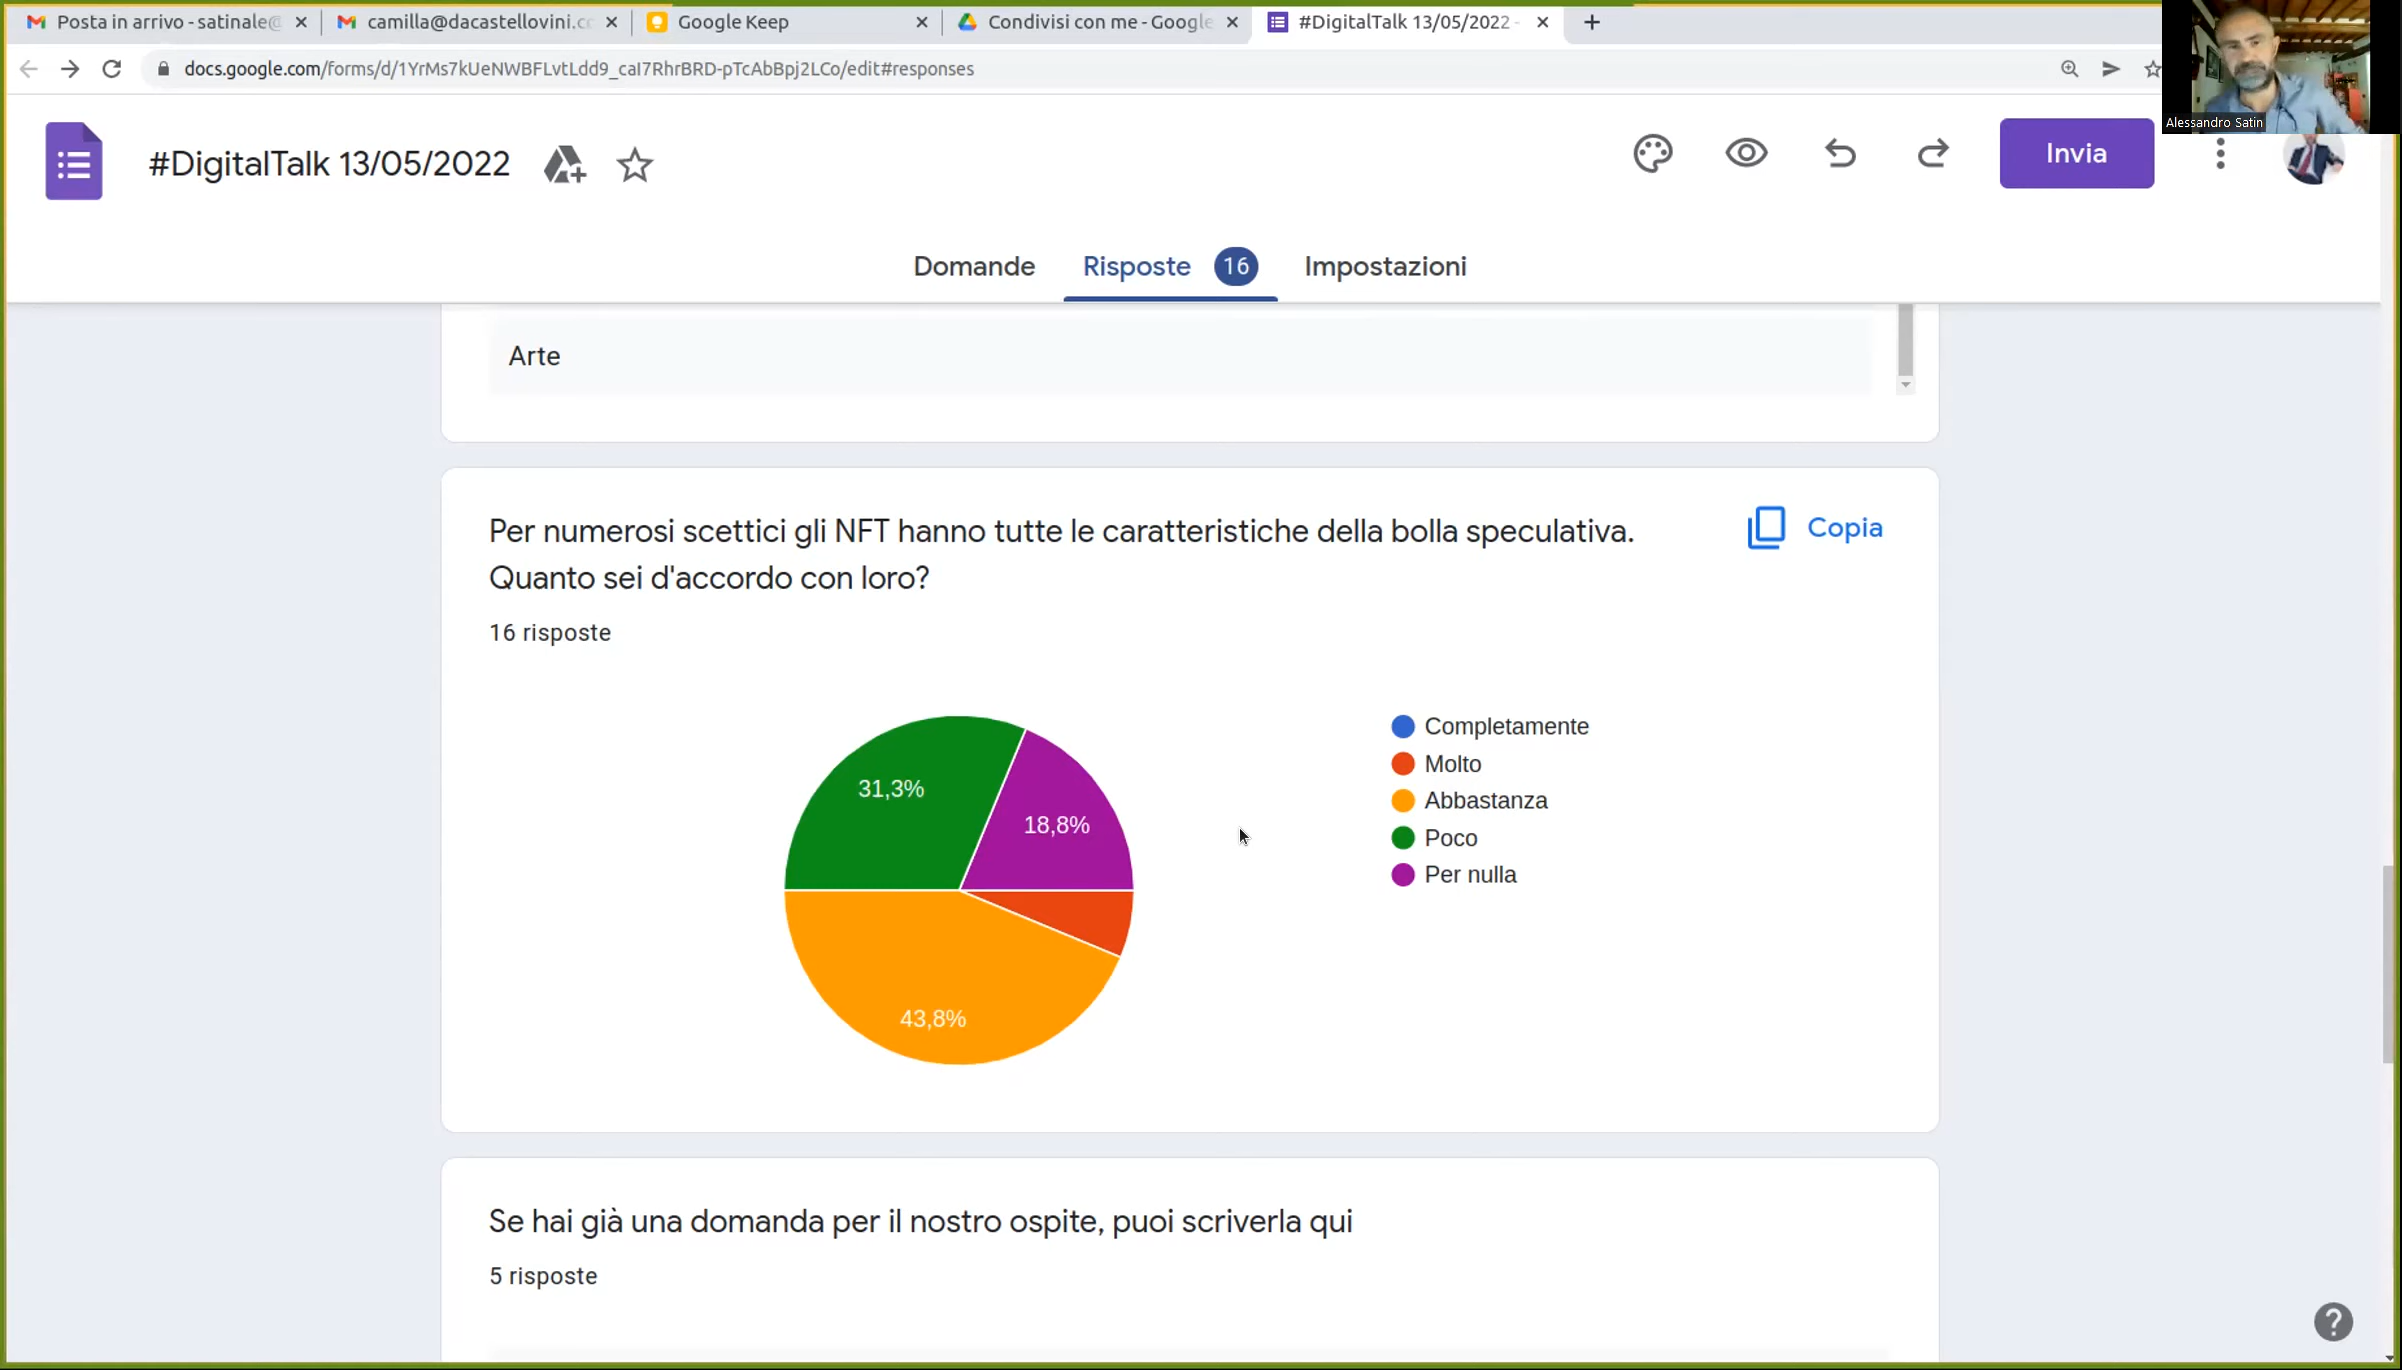 Posta in arrivo - satinale@
camilla@dacastellovini.c
Google Keep
Condivisi con me - Google
#DigitalTalk 13/05/2022 -
docs.google.com/forms/d/1YrMs7kUeNWBFLvtLdd9_caI7RhrBRD-pTcAbBpj2LCo/edit#responses
Alessandro Satin
#DigitalTalk 13/05/2022
Invia
Domande
Risposte 16
Impostazioni
Arte
Per numerosi scettici gli NFT hanno tutte le caratteristiche della bolla speculativa.
Quanto sei d'accordo con loro?
Copia
16 risposte
31,3%
18,8%
43,8%
Completamente
Molto
Abbastanza
Poco
Per nulla
Se hai già una domanda per il nostro ospite, puoi scriverla qui
5 risposte